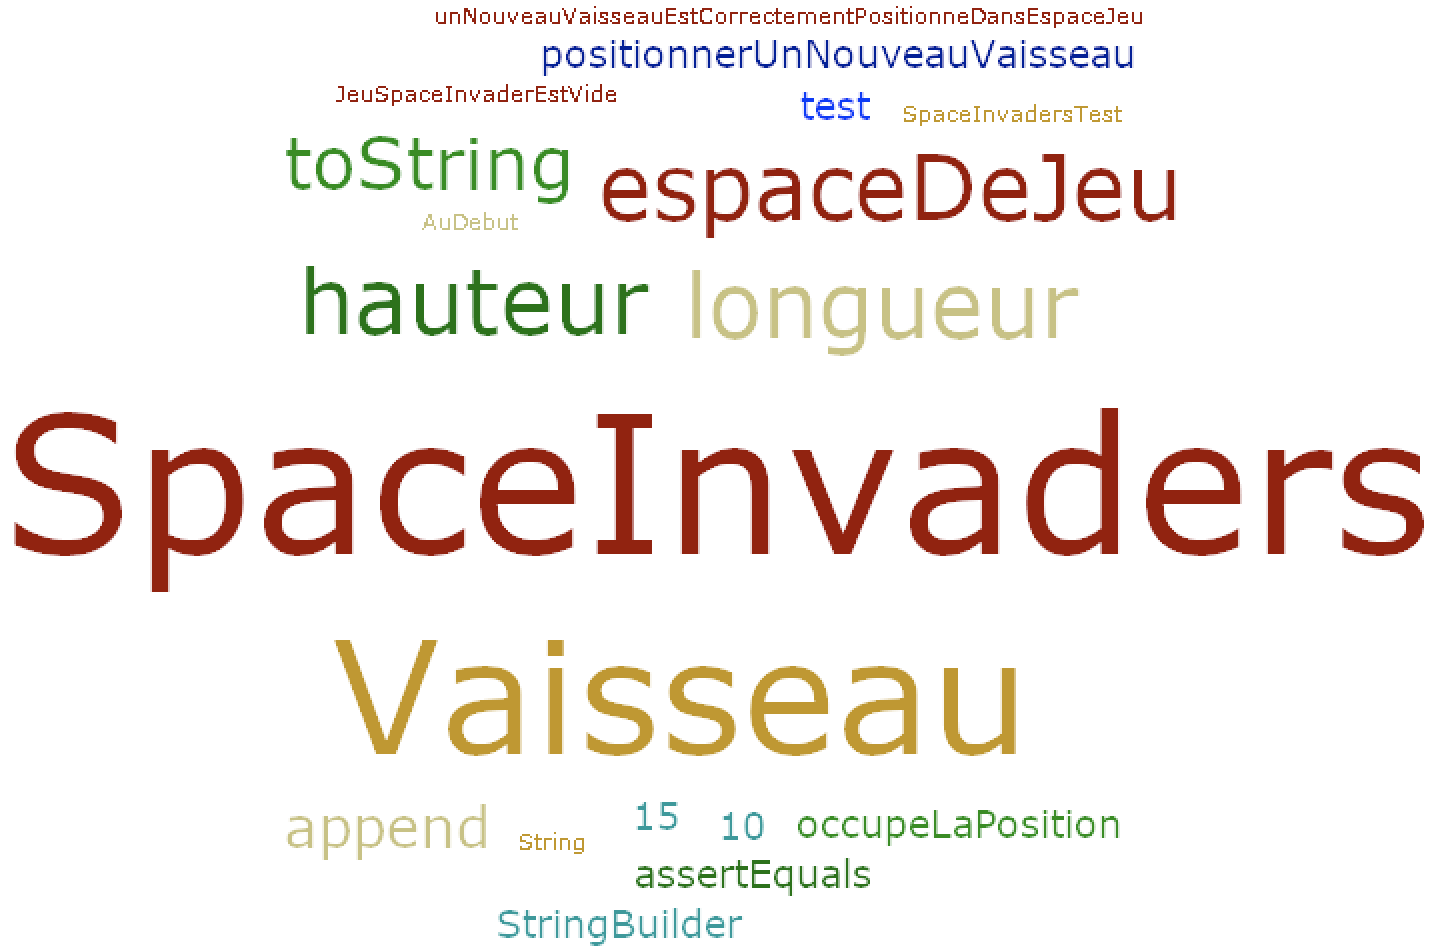 unNouveauVaisseauEstCorrectementPositionneDansEspaceJeu
positionnerUnNouveauVaisseau
JeuSpaceInvaderEstVide test SpaceInvadersTest
toString espaceDeJeu
AuDebut
hauteur longueur
SpaceInvaders
Vaisseau
append String 15 10 occupeLaPosition
assertEquals
StringBuilder